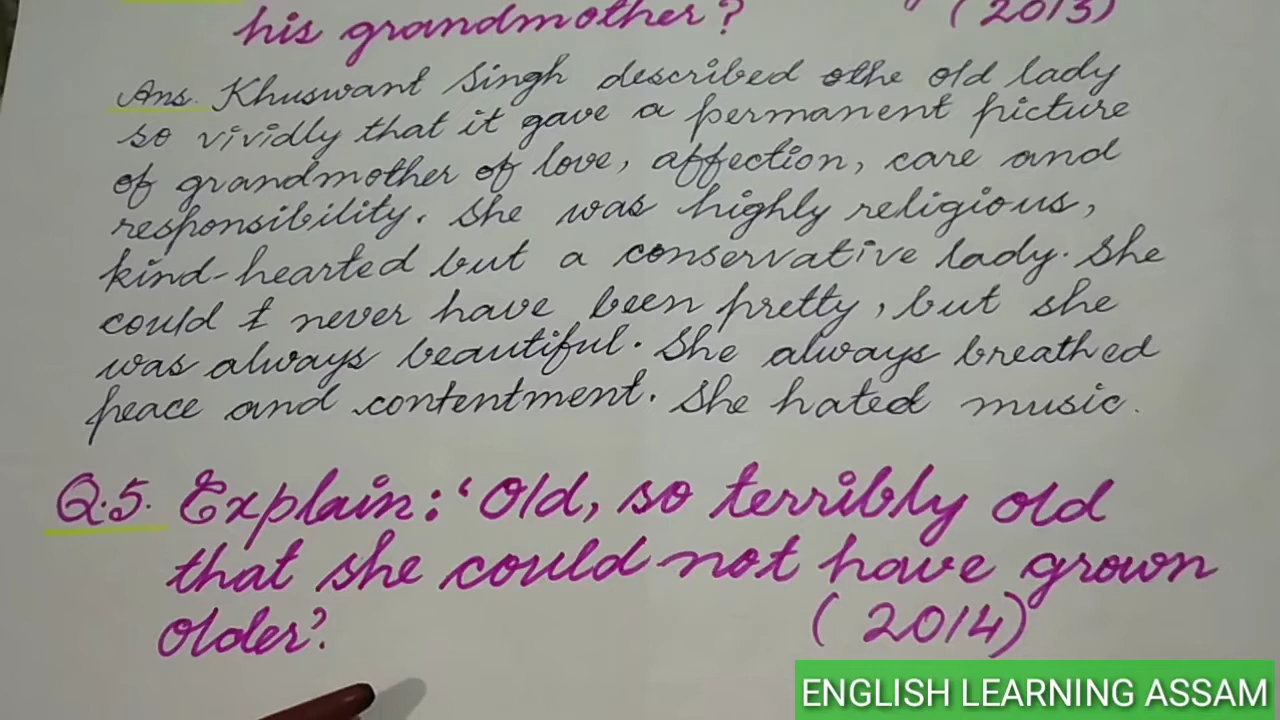 his grandmother? (2013)
Ans. Khuswant Singh described othe old lady
so vividly that it gave a permanent picture
of grandmother of love, affection, care and
responsibility. She was highly religious,
kind-hearted but a conservative lady. She
could never have been pretty, but she
was always beautiful. She always breathed
peace and contentment. She hated music.
Q.5. Explain: 'Old, so terribly old
that she could not have grown
older'. (2014)
ENGLISH LEARNING ASSAM